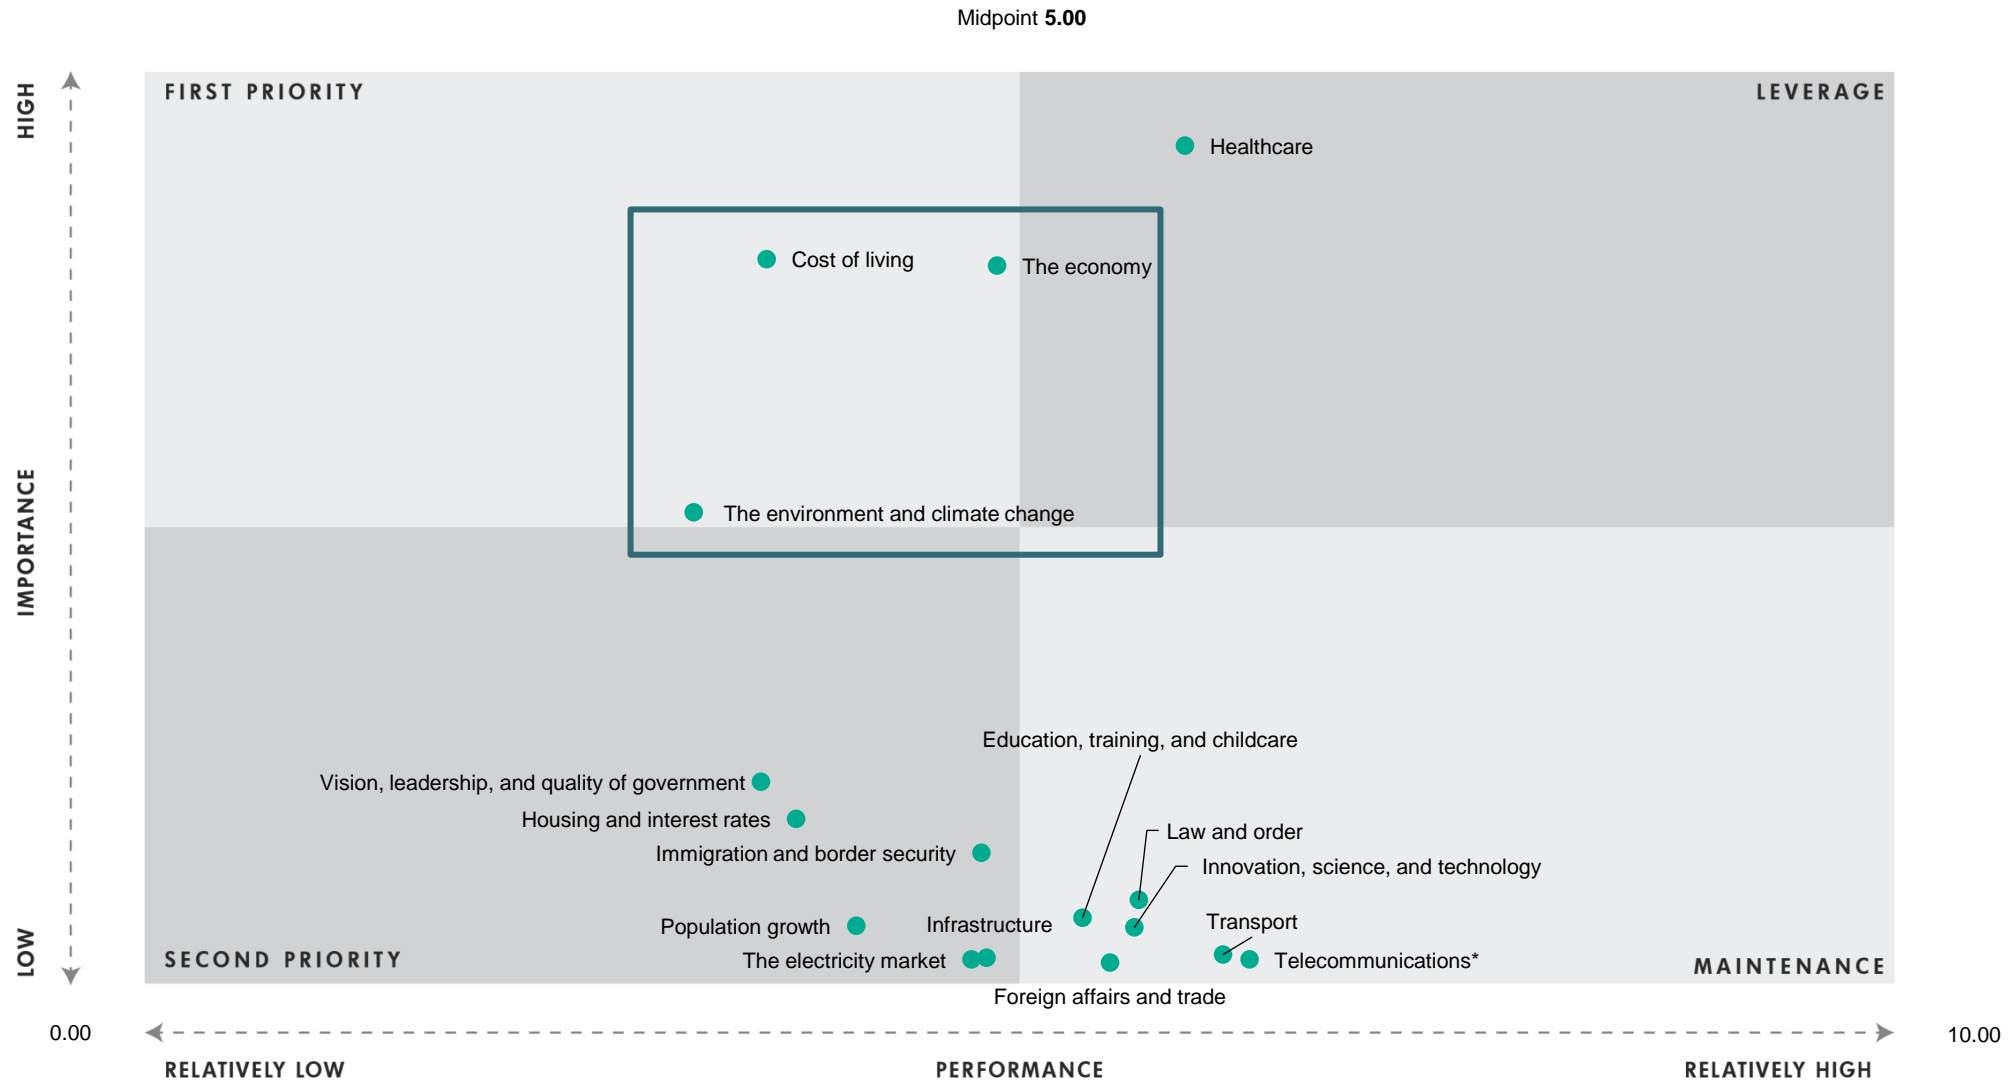 Midpoint 5.00
HIGH
IMPORTANCE
LOW
FIRST PRIORITY
LEVERAGE
Healthcare
Cost of living
The economy
The environment and climate change
Education, training, and childcare
Vision, leadership, and quality of government
Housing and interest rates
Law and order
Immigration and border security
Innovation, science, and technology
Population growth
Infrastructure
Transport
SECOND PRIORITY
The electricity market
Telecommunications*
MAINTENANCE
Foreign affairs and trade
0.00
10.00
RELATIVELY LOW
PERFORMANCE
RELATIVELY HIGH